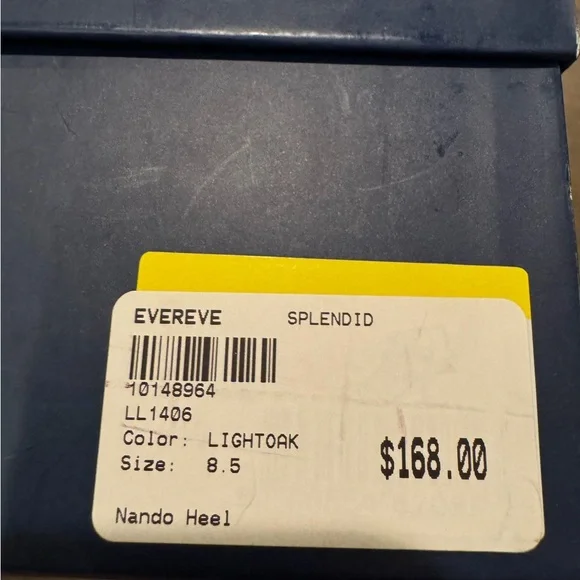 EVEREVE SPLENDID
10148964
LL1406
Color: LIGHTOAK
Size: 8.5
$168.00
Nando Heel